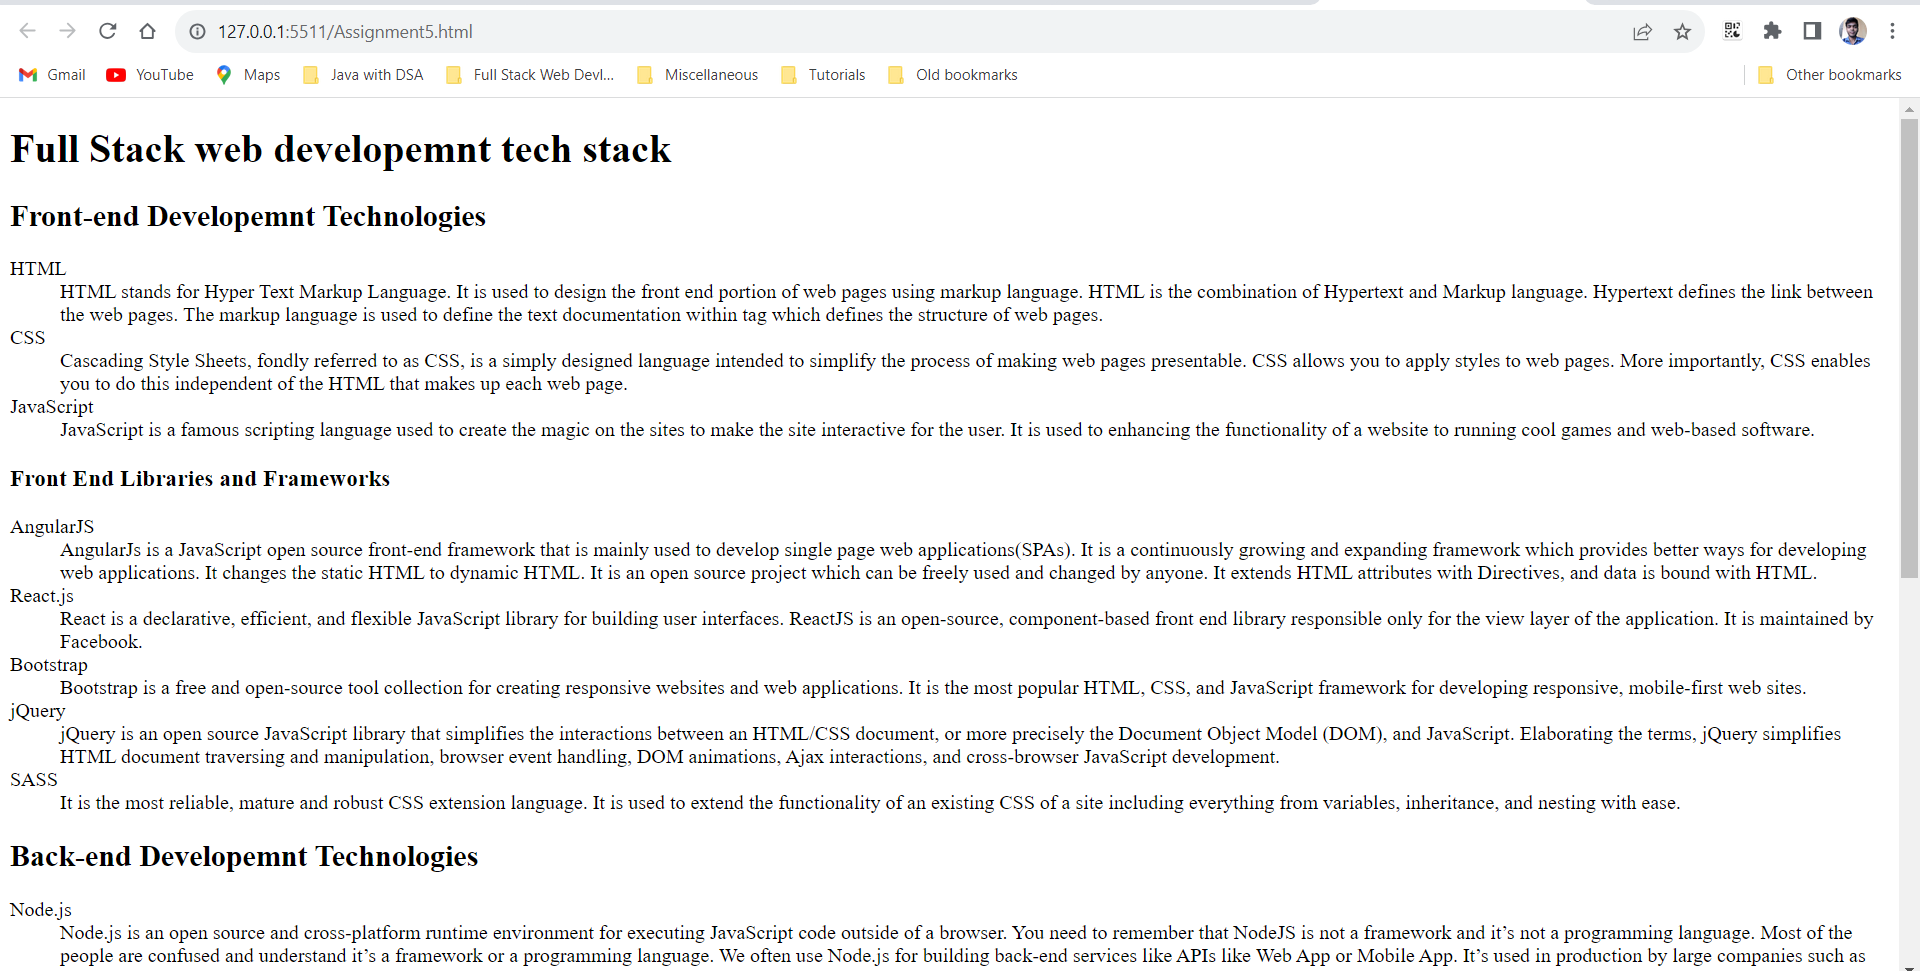 127.0.0.1:5511/Assignment5.html
Gmail YouTube Maps Java with DSA Full Stack Web Devl... Miscellaneous Tutorials Old bookmarks Other bookmarks
Full Stack web developemnt tech stack
Front-end Developemnt Technologies
HTML
HTML stands for Hyper Text Markup Language. It is used to design the front end portion of web pages using markup language. HTML is the combination of Hypertext and Markup language. Hypertext defines the link between
the web pages. The markup language is used to define the text documentation within tag which defines the structure of web pages.
CSS
Cascading Style Sheets, fondly referred to as CSS, is a simply designed language intended to simplify the process of making web pages presentable. CSS allows you to apply styles to web pages. More importantly, CSS enables
you to do this independent of the HTML that makes up each web page.
JavaScript
JavaScript is a famous scripting language used to create the magic on the sites to make the site interactive for the user. It is used to enhancing the functionality of a website to running cool games and web-based software.
Front End Libraries and Frameworks
AngularJS
AngularJs is a JavaScript open source front-end framework that is mainly used to develop single page web applications(SPAs). It is a continuously growing and expanding framework which provides better ways for developing
web applications. It changes the static HTML to dynamic HTML. It is an open source project which can be freely used and changed by anyone. It extends HTML attributes with Directives, and data is bound with HTML.
React.js
React is a declarative, efficient, and flexible JavaScript library for building user interfaces. ReactJS is an open-source, component-based front end library responsible only for the view layer of the application. It is maintained by
Facebook.
Bootstrap
Bootstrap is a free and open-source tool collection for creating responsive websites and web applications. It is the most popular HTML, CSS, and JavaScript framework for developing responsive, mobile-first web sites.
jQuery
jQuery is an open source JavaScript library that simplifies the interactions between an HTML/CSS document, or more precisely the Document Object Model (DOM), and JavaScript. Elaborating the terms, jQuery simplifies
HTML document traversing and manipulation, browser event handling, DOM animations, Ajax interactions, and cross-browser JavaScript development.
SASS
It is the most reliable, mature and robust CSS extension language. It is used to extend the functionality of an existing CSS of a site including everything from variables, inheritance, and nesting with ease.
Back-end Developemnt Technologies
Node.js
Node.js is an open source and cross-platform runtime environment for executing JavaScript code outside of a browser. You need to remember that NodeJS is not a framework and it’s not a programming language. Most of the
people are confused and understand it’s a framework or a programming language. We often use Node.js for building back-end services like APIs like Web App or Mobile App. It’s used in production by large companies such as